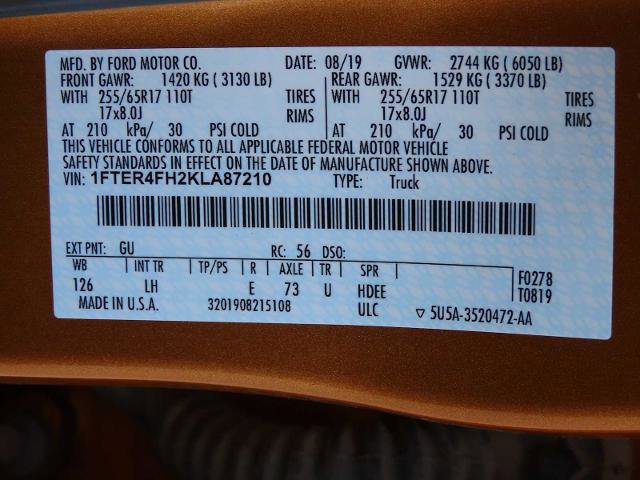 MFD. BY FORD MOTOR CO. DATE: 08/19 GVWR: 2744 KG ( 6050 LB)
FRONT GAWR: 1420 KG ( 3130 LB) REAR GAWR: 1529 KG ( 3370 LB)
WITH 255/65R17 110T TIRES WITH 255/65R17 110T TIRES
17x8.0J RIMS 17x8.0J RIMS
AT 210 kPa/ 30 PSI COLD AT 210 kPa/ 30 PSI COLD
THIS VEHICLE CONFORMS TO ALL APPLICABLE FEDERAL MOTOR VEHICLE
SAFETY STANDARDS IN EFFECT ON THE DATE OF MANUFACTURE SHOWN ABOVE.
VIN: 1FTER4FH2KLA87210 TYPE: Truck
EXT PNT: GU RC: 56 DSO:
WB INT TR TP/PS R AXLE TR SPR F0278
126 LH E 73 U HDEE T0819
MADE IN U.S.A. 3201908215108 ULC ▽ 5U5A-3520472-AA